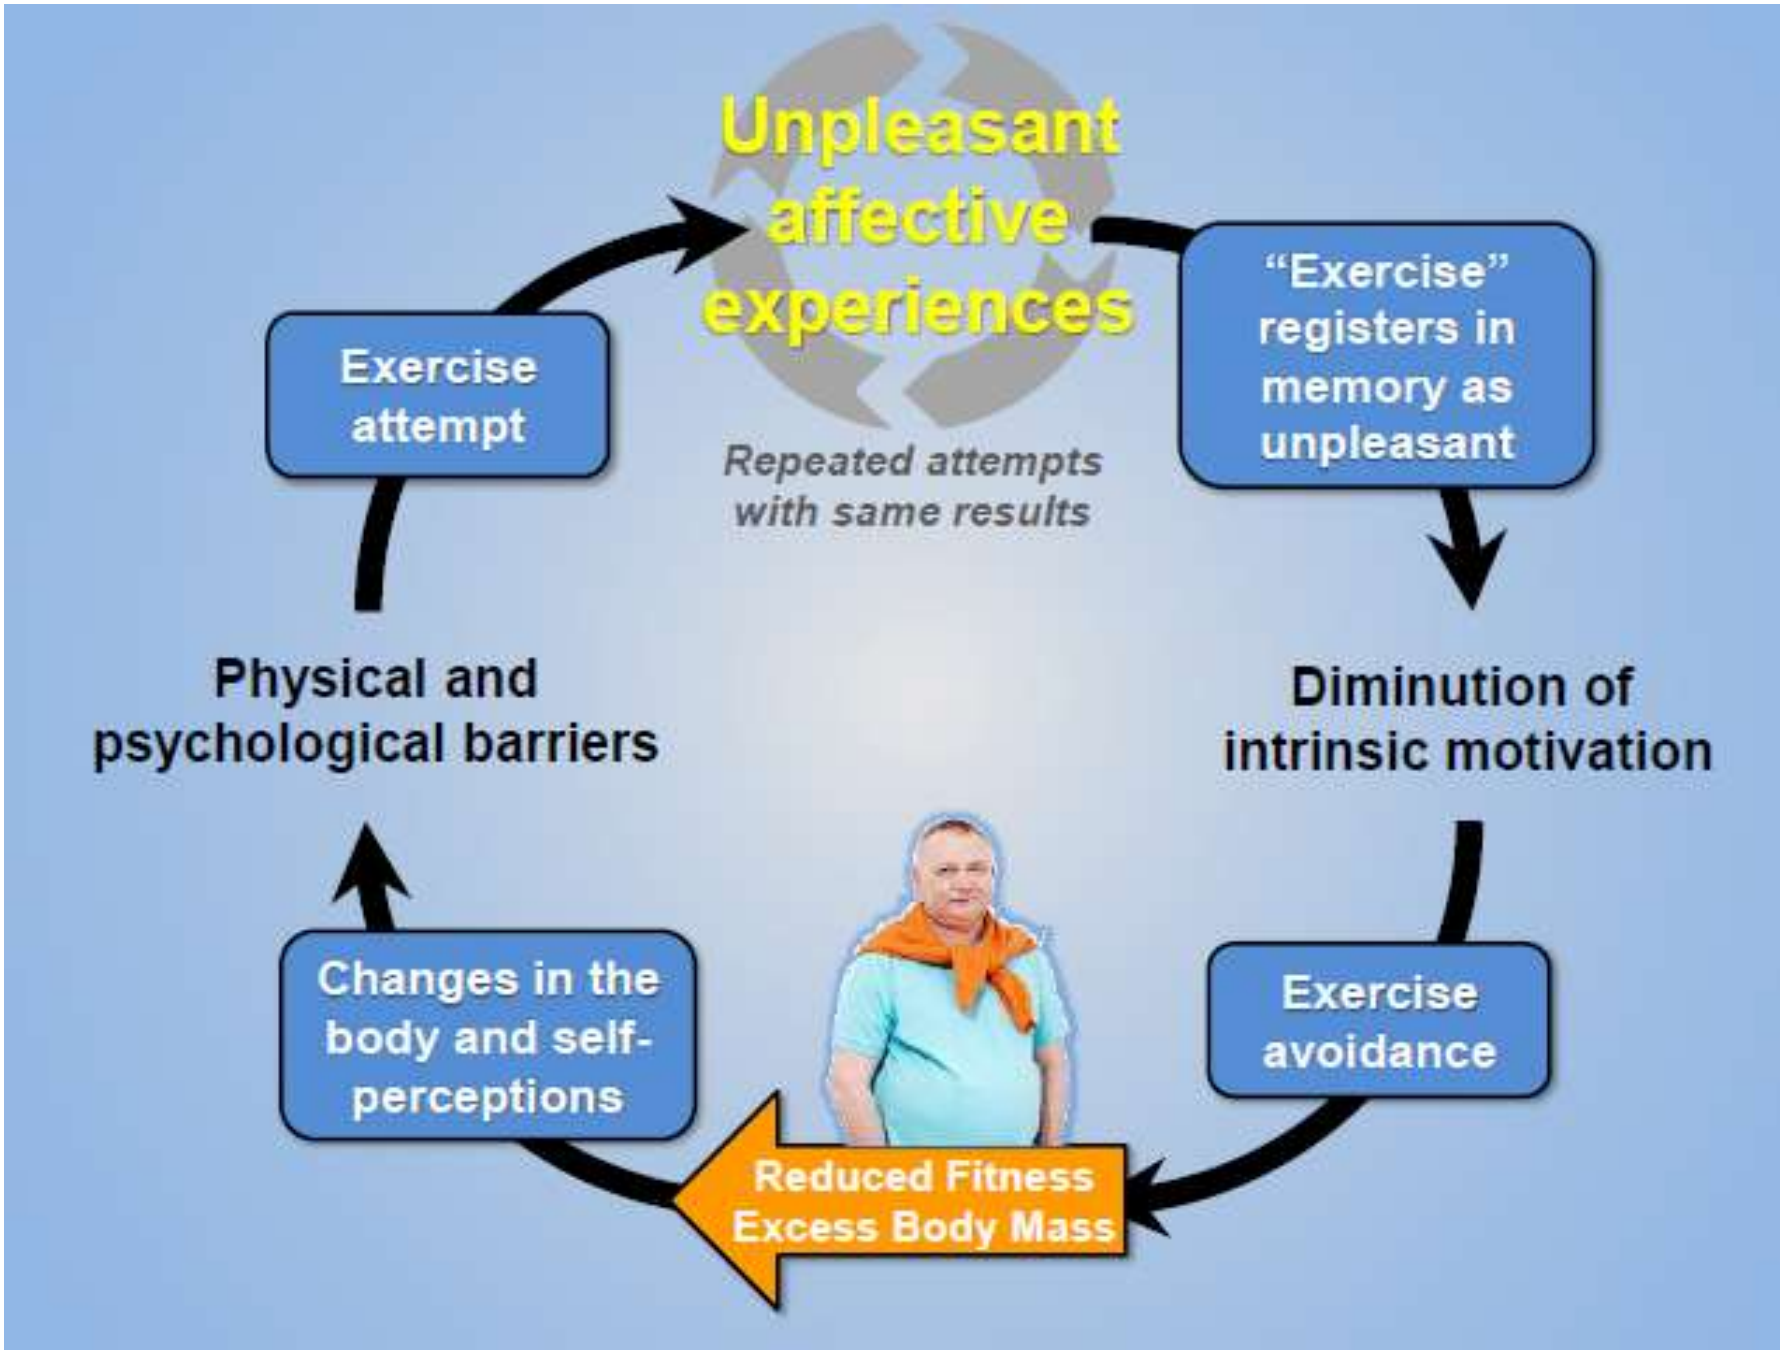 Unpleasant
affective
experiences
Repeated attempts
with same results
“Exercise”
registers in
memory as
unpleasant
Diminution of
intrinsic motivation
Exercise
avoidance
Reduced Fitness
Excess Body Mass
Changes in the
body and self-
perceptions
Physical and
psychological barriers
Exercise
attempt